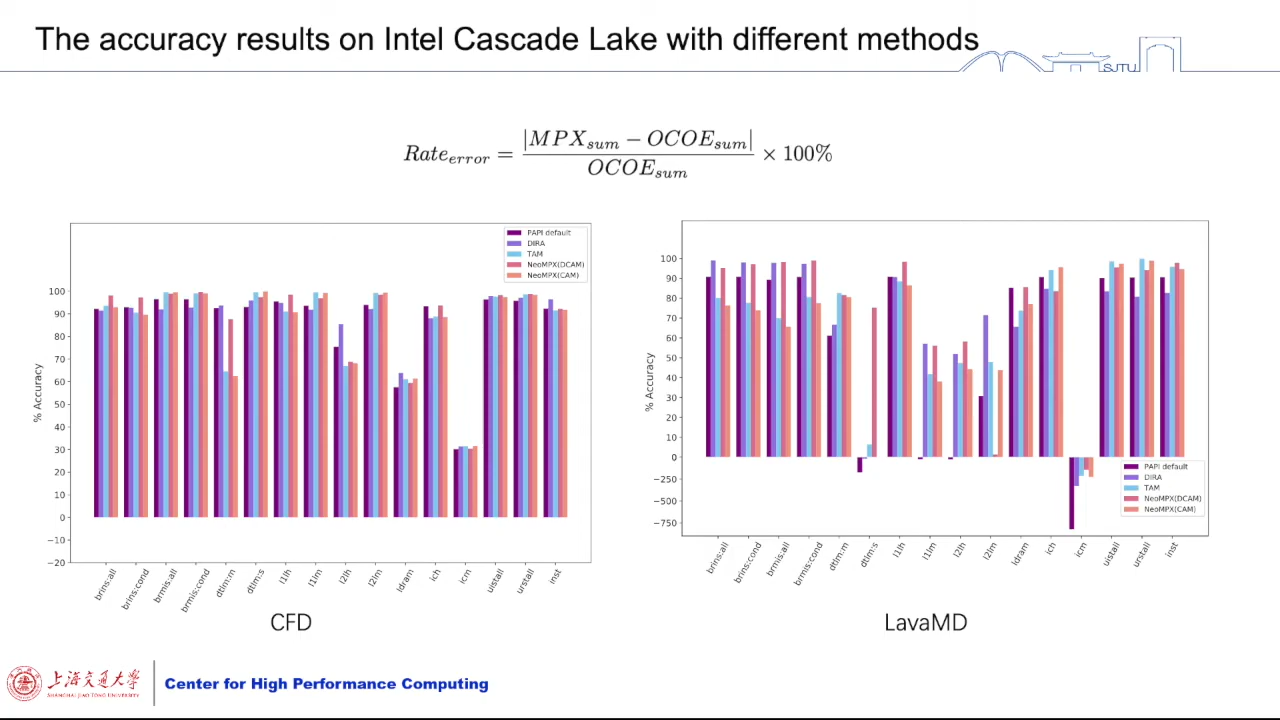 The accuracy results on Intel Cascade Lake with different methods
SJTU
Rate_error = |MPX_sum − OCOE_sum| / OCOE_sum × 100%
PAPI default
DIRA
TAM
NeoMPX(DCAM)
NeoMPX(CAM)
100
90
80
70
60
50
40
30
20
10
0
−10
−20
% Accuracy
brins:all
brins:cond
brmis:all
brmis:cond
dtlm:m
dtlm:s
l1lh
l1lm
l2lh
l2lm
ldram
ich
icm
uistall
urstall
inst
CFD
100
90
80
70
60
50
40
30
20
10
0
−250
−500
−750
% Accuracy
PAPI default
DIRA
TAM
NeoMPX(DCAM)
NeoMPX(CAM)
brins:all
brins:cond
brmis:all
brmis:cond
dtlm:m
dtlm:s
l1lh
l1lm
l2lh
l2lm
ldram
ich
icm
uistall
urstall
inst
LavaMD
上海交通大学
SHANGHAI JIAO TONG UNIVERSITY
Center for High Performance Computing